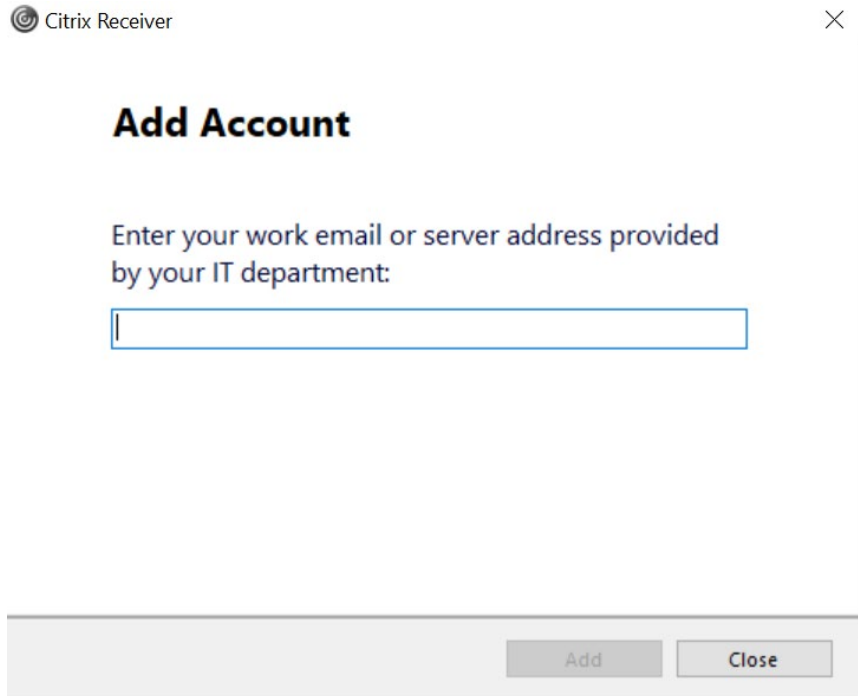 Citrix Receiver
Add Account
Enter your work email or server address provided
by your IT department:
Add
Close